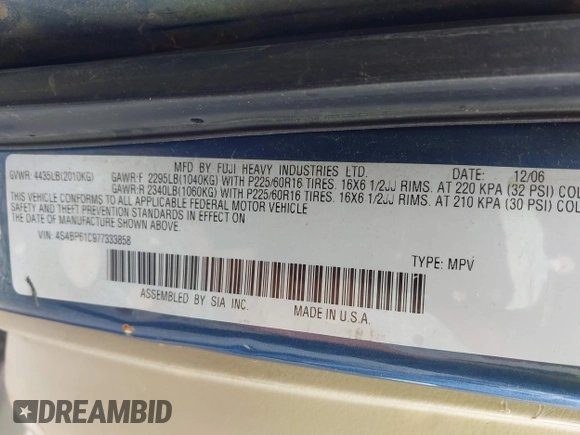 MFD BY FUJI HEAVY INDUSTRIES LTD. 12/06
GVWR: 4435LB(2010KG) GAWR:F 2295LB(1040KG) WITH P225/60R16 TIRES. 16X6 1/2JJ RIMS. AT 220 KPA (32 PSI) COL
GAWR:R 2340LB(1060KG) WITH P225/60R16 TIRES. 16X6 1/2JJ RIMS. AT 210 KPA (30 PSI) COL
THIS VEHICLE CONFORMS TO ALL APPLICABLE FEDERAL MOTOR VEHICLE
SAFETY AND THEFT PREVENTION STANDARDS IN EFFECT ON
THE DATE OF MANUFACTURE SHOWN ABOVE.
VIN: 4S4BP61C977333858 TYPE: MPV
ASSEMBLED BY SIA INC. MADE IN U.S.A.
DREAMBID